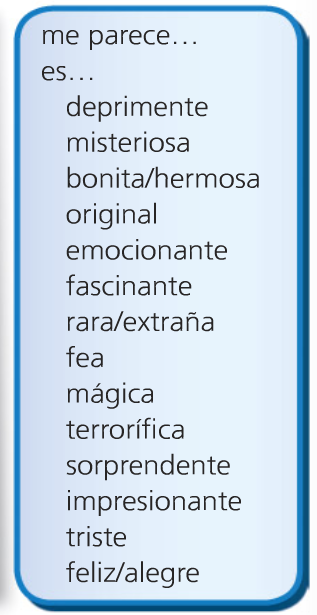 me parece…
es…
deprimente
misteriosa
bonita/hermosa
original
emocionante
fascinante
rara/extraña
fea
mágica
terrorífica
sorprendente
impresionante
triste
feliz/alegre